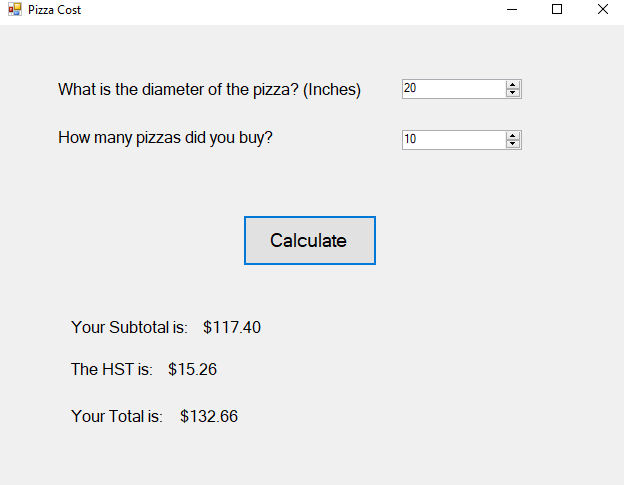 Pizza Cost
What is the diameter of the pizza? (Inches) 20
How many pizzas did you buy? 10
Calculate
Your Subtotal is: $117.40
The HST is: $15.26
Your Total is: $132.66